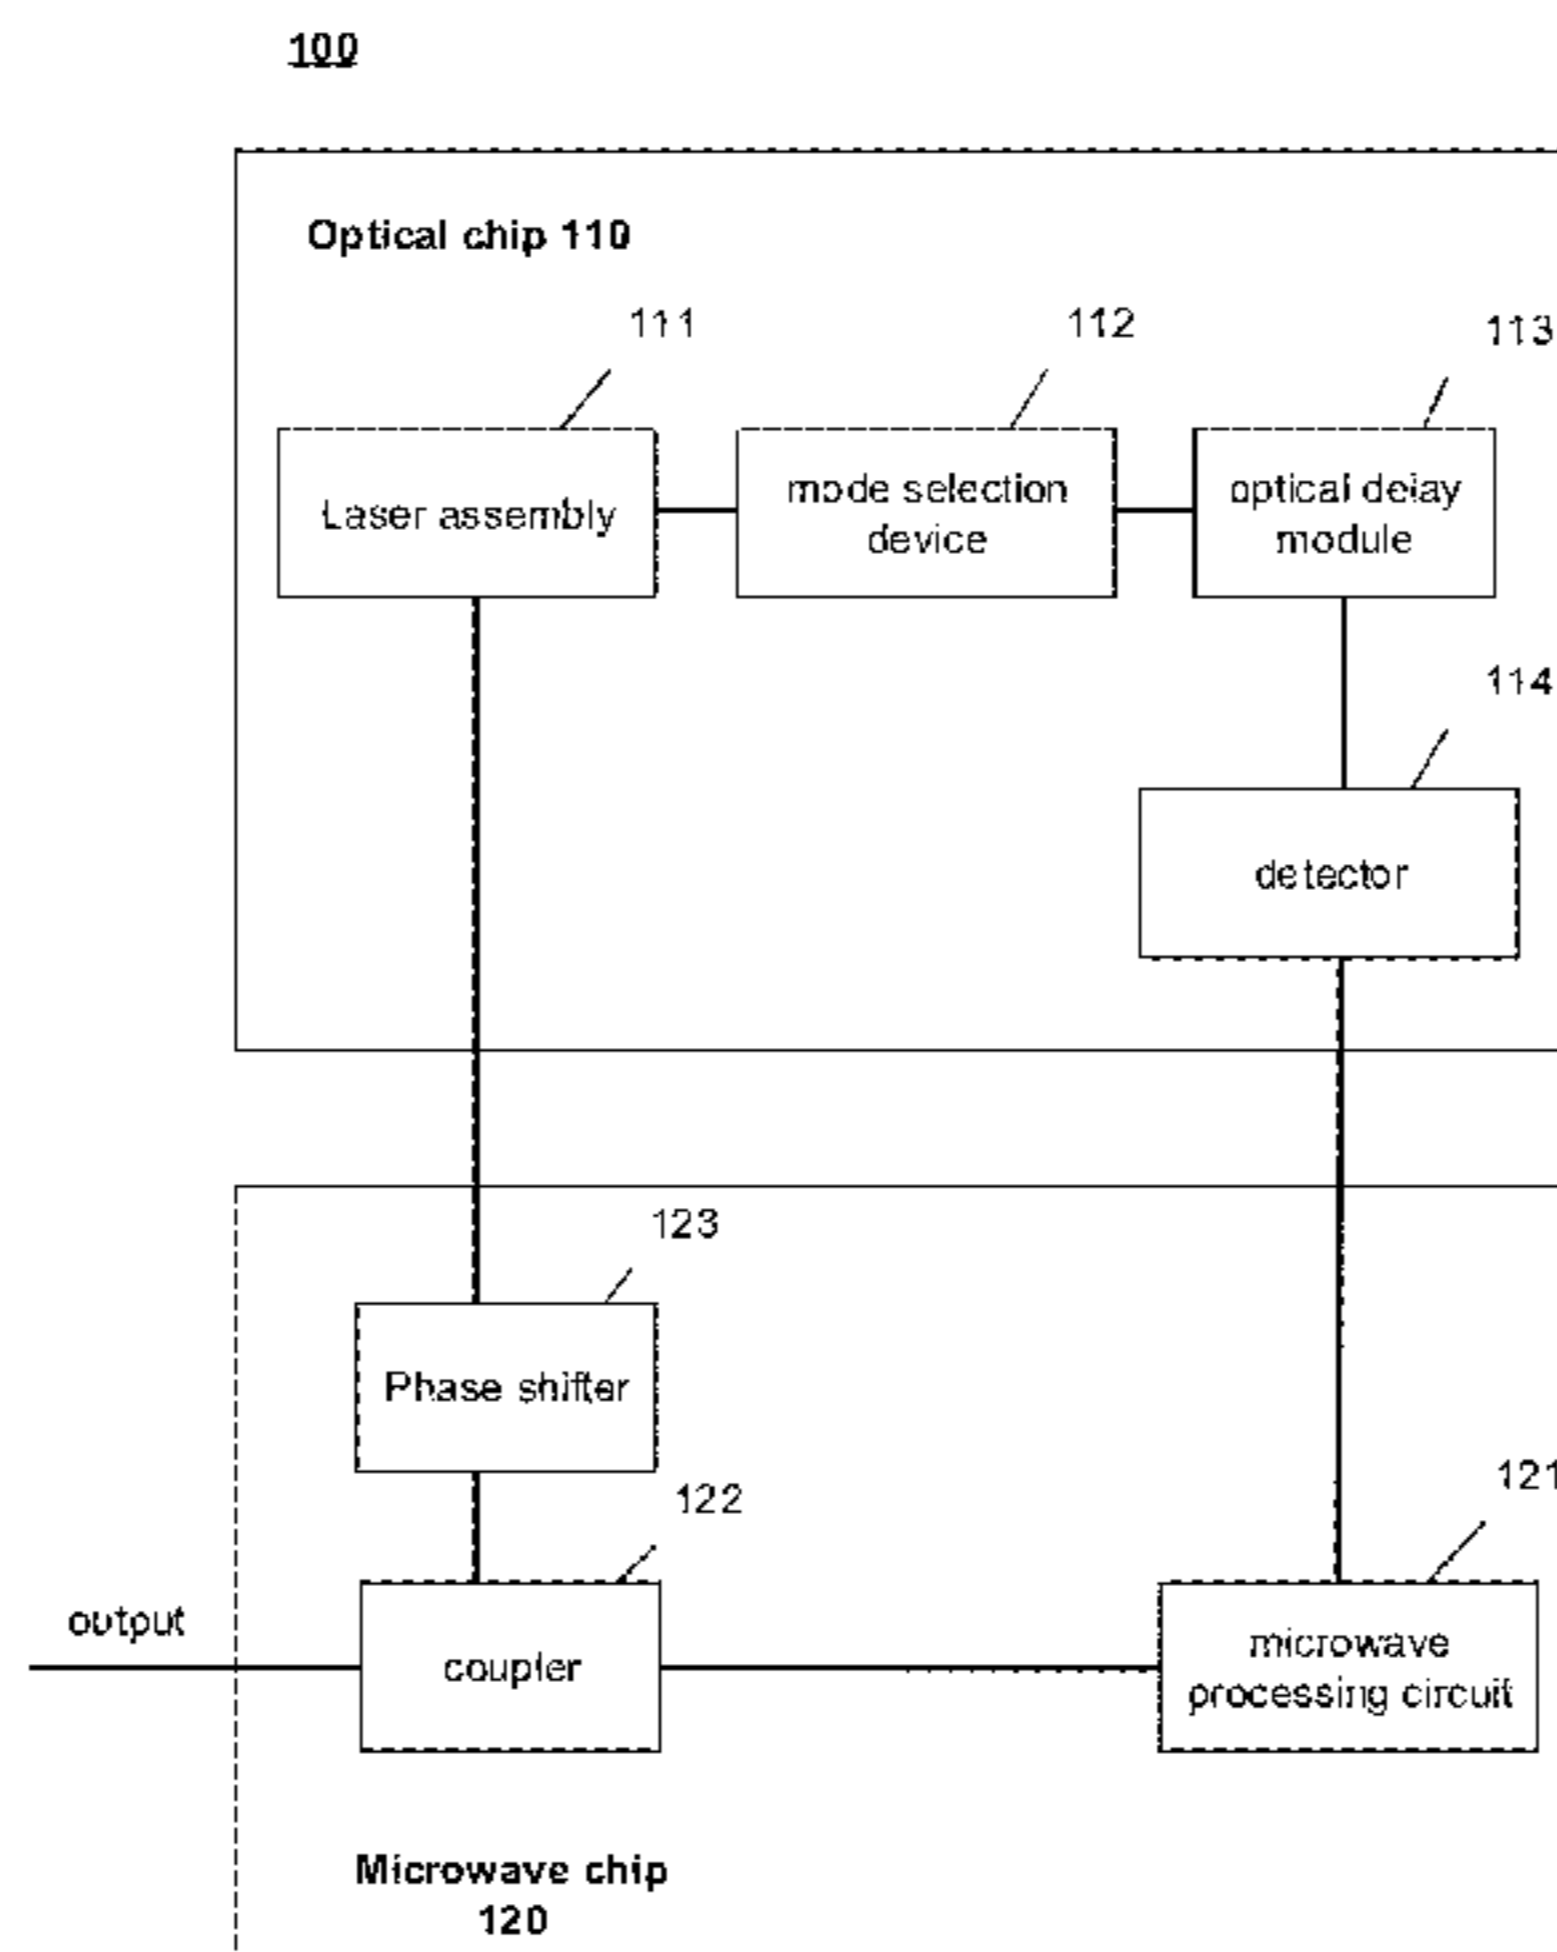 100
Optical chip 110
111
112
113
Laser assembly
mode selection
device
optical delay
module
114
detector
123
Phase shifter
122
121
output
coupler
microwave
processing circuit
Microwave chip
120